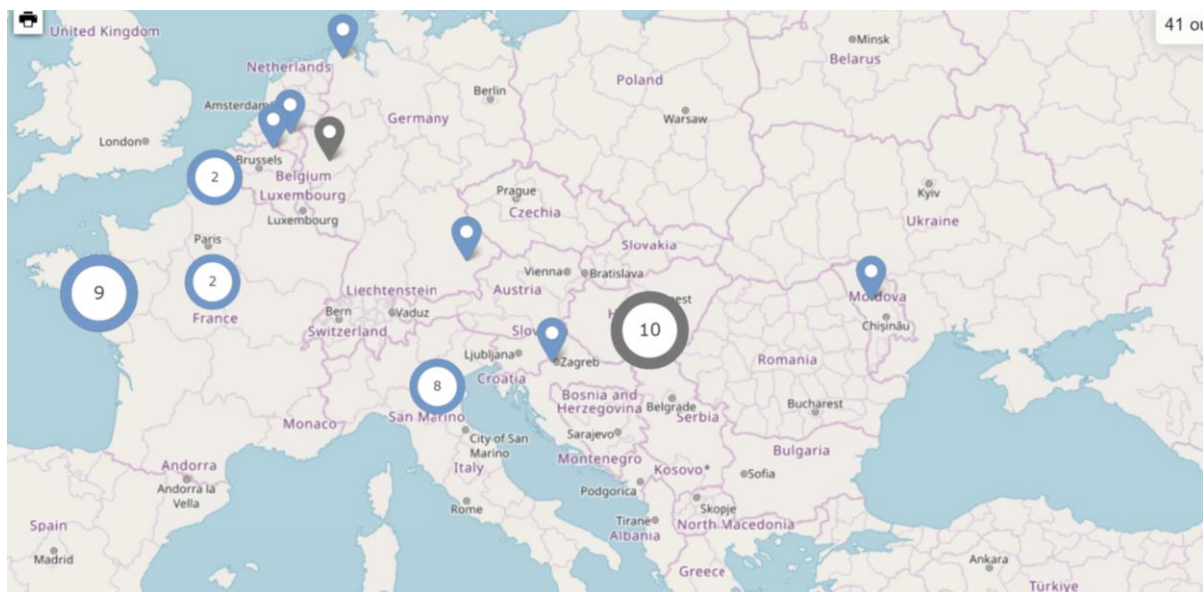 41 ou
United Kingdom
Minsk
Belarus
Netherlands
Poland
Berlin
Amsterdam
Germany
Warsaw
London
Brussels
2
Belgium
Prague
Kyiv
Luxembourg
Czechia
Luxembourg
Ukraine
Paris
Slovakia
Vienna
Bratislava
2
9
Liechtenstein
Austria
Moldova
France
Bern
Vaduz
Switzerland
10
Chișinău
Ljubljana
Zagreb
Romania
8
Croatia
Bosnia and
Herzegovina
Belgrade
Serbia
Bucharest
San Marino
Monaco
City of San
Marino
Sarajevo
Italy
Montenegro
Kosovo*
Bulgaria
Sofia
Andorra
Andorra la
Vella
Podgorica
Rome
Skopje
Spain
Tirane
North Macedonia
Albania
Madrid
Ankara
Greece
Türkiye